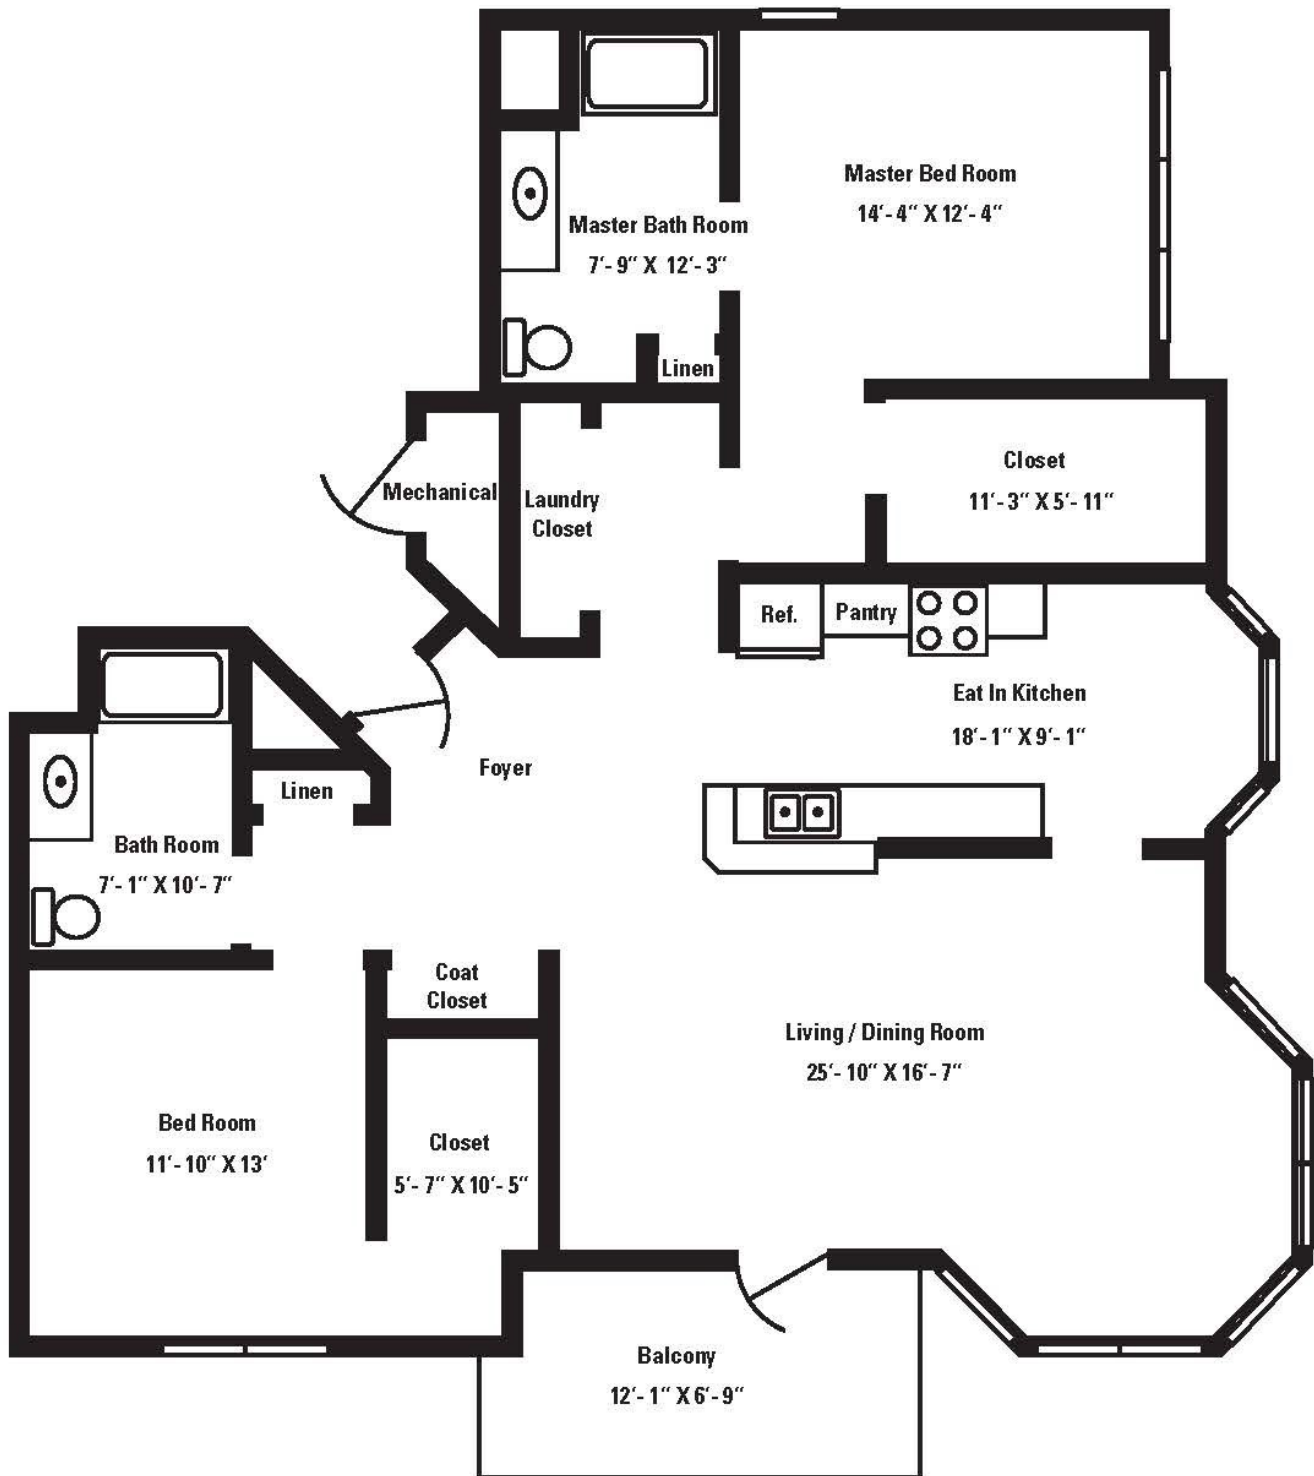 Master Bed Room
14'- 4" X 12'- 4"
Master Bath Room
7'- 9" X 12'- 3"
Linen
Closet
11'- 3" X 5'- 11"
Mechanical
Laundry
Closet
Ref.
Pantry
Eat In Kitchen
18'- 1" X 9'- 1"
Foyer
Linen
Bath Room
7'- 1" X 10'- 7"
Coat
Closet
Living / Dining Room
25'- 10" X 16'- 7"
Bed Room
11'- 10" X 13'
Closet
5'- 7" X 10'- 5"
Balcony
12'- 1" X 6'- 9"